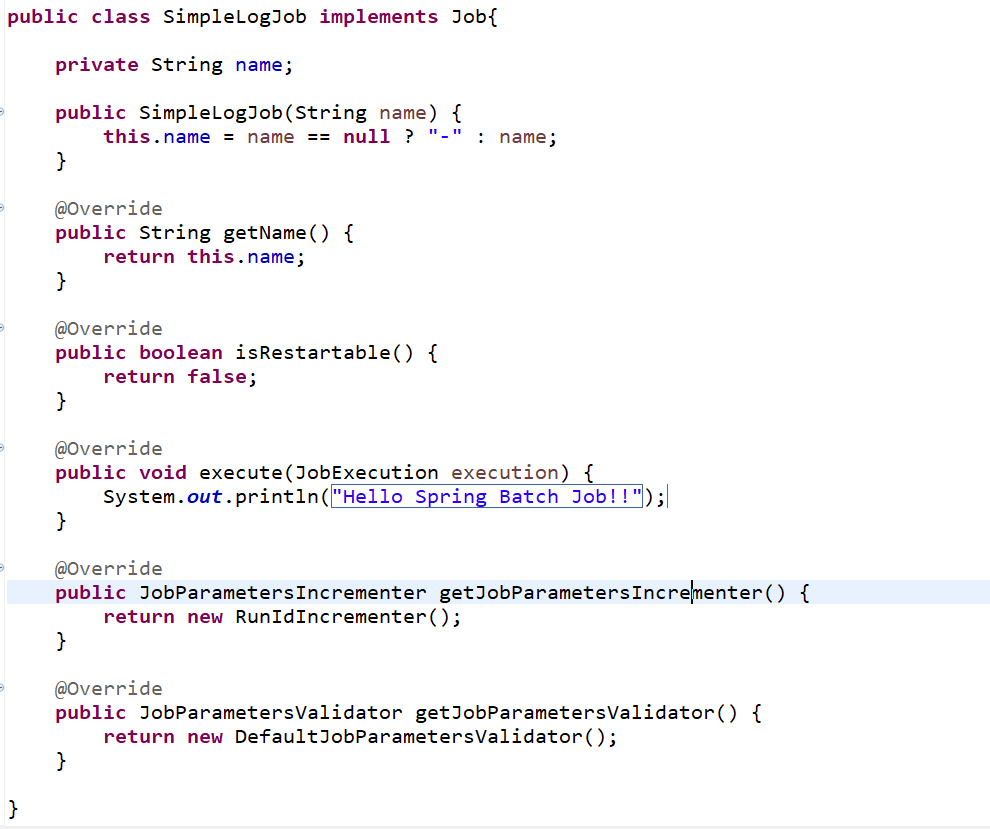 public class SimpleLogJob implements Job{
private String name;
public SimpleLogJob(String name) {
this.name = name == null ? "-" : name;
}
@Override
public String getName() {
return this.name;
}
@Override
public boolean isRestartable() {
return false;
}
@Override
public void execute(JobExecution execution) {
System.out.println("Hello Spring Batch Job!!");
}
@Override
public JobParametersIncrementer getJobParametersIncrementer() {
return new RunIdIncrementer();
}
@Override
public JobParametersValidator getJobParametersValidator() {
return new DefaultJobParametersValidator();
}
}